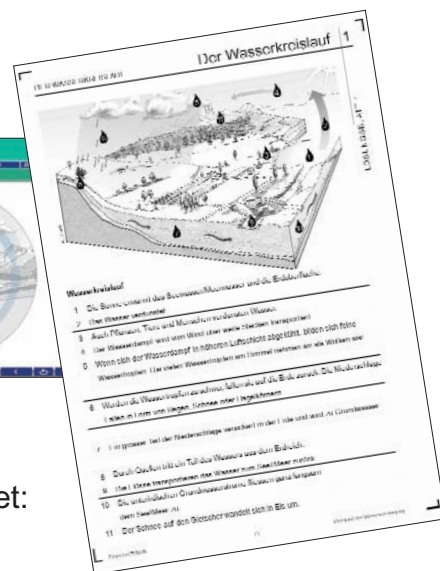 Der Wasserkreislauf 1
Wasserkreislauf
1 Die Sonne erwärmt das Seewasser/Meerwasser und die Erdoberfläche.
2 Das Wasser verdunstet
3 Auch Pflanzen, Tiere und Menschen verdunsten Wasser.
4 Der Wasserdampf wird vom Wind über weite Strecken transportiert
5 Wenn sich der Wasserdampf in höheren Luftschicht abgekühlt, bilden sich feine
Wassertropfen. Die vielen Wassertropfen am Himmel nehmen wir als Wolken war
6 Werden die Wassertropfen zu schwer, fallen sie auf die Erde zurück. Die Niederschläge
Fallen in Form von Regen, Schnee oder Hagelkörnern
7 Ein grosser Teil der Niederschläge versickert in der Erde und wird zu Grundwasser
8 Durch Quellen tritt ein Teil des Wassers aus dem Erdreich.
9 Die Flüsse transportieren das Wasser zum See/Meer zurück
10 Die unterirdischen Grundwasserströme fliessen ganz langsam
dem See/Meer zu
11 Der Schnee auf den Gletscher wandelt sich in Eis um.
et: